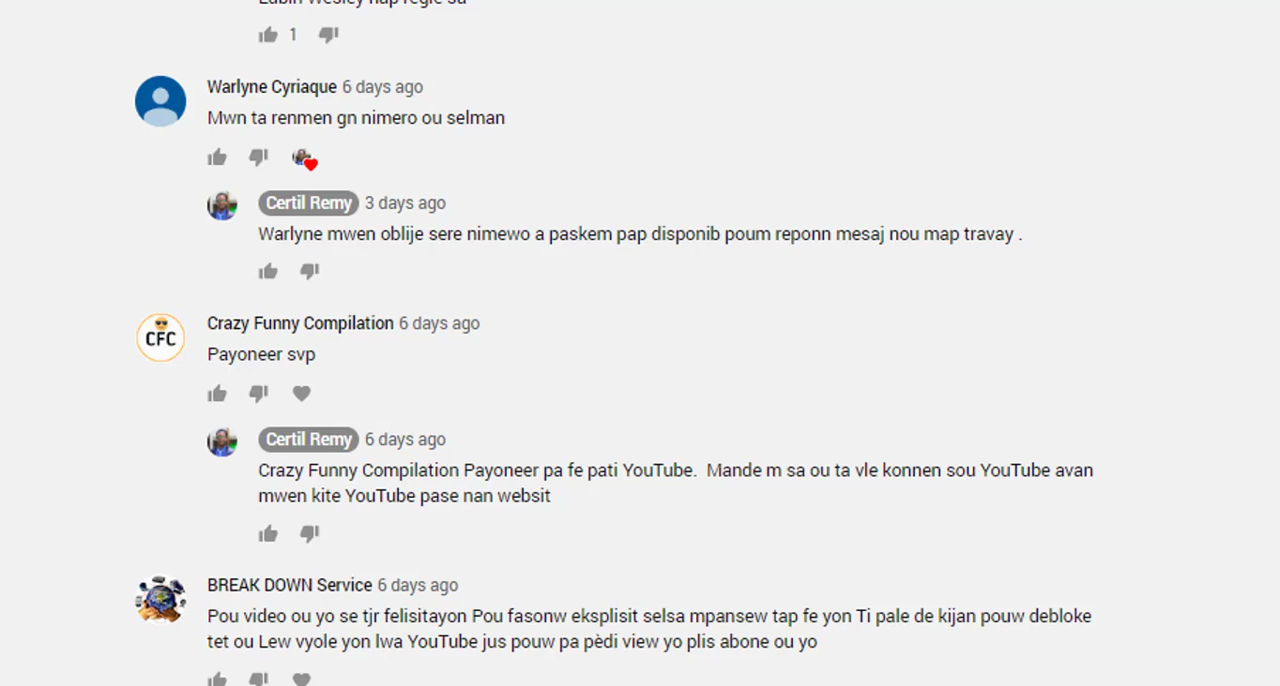 Lubin Wesley nap regle sa
1
Warlyne Cyriaque 6 days ago
Mwn ta renmen gn nimero ou selman
Certil Remy 3 days ago
Warlyne mwen oblije sere nimewo a paskem pap disponib poum reponn mesaj nou map travay .
Crazy Funny Compilation 6 days ago
CFC
Payoneer svp
Certil Remy 6 days ago
Crazy Funny Compilation Payoneer pa fe pati YouTube. Mande m sa ou ta vle konnen sou YouTube avan
mwen kite YouTube pase nan websit
BREAK DOWN Service 6 days ago
Pou video ou yo se tjr felisitayon Pou fasonw eksplisit selsa mpansew tap fe yon Ti pale de kijan pouw debloke
tet ou Lew vyole yon lwa YouTube jus pouw pa pèdi view yo plis abone ou yo